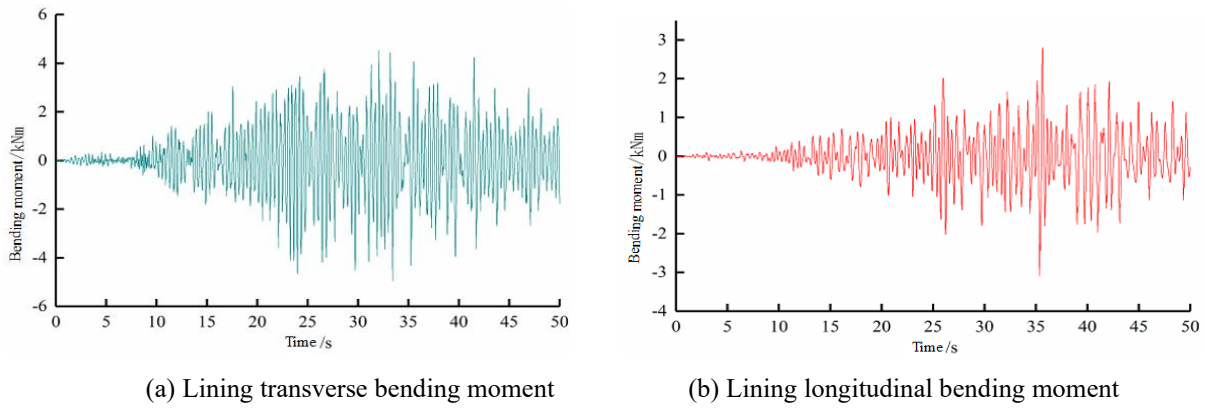 6
4
2
0
-2
-4
-6
Bending moment/kNm
0 5 10 15 20 25 30 35 40 45 50
Time /s
3
2
1
0
-1
-2
-3
-4
Bending moment/kNm
0 5 10 15 20 25 30 35 40 45 50
Time/s
(a) Lining transverse bending moment
(b) Lining longitudinal bending moment